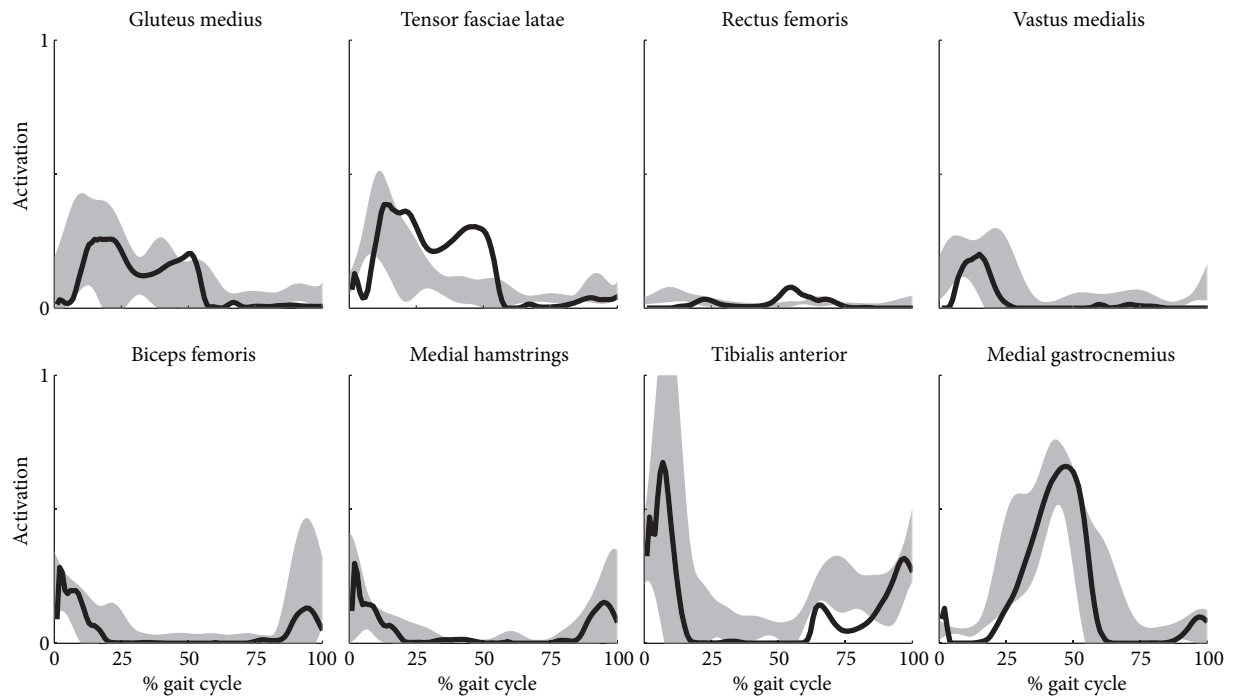 Gluteus medius
Tensor fasciae latae
Rectus femoris
Vastus medialis
1
Activation
0
Biceps femoris
Medial hamstrings
Tibialis anterior
Medial gastrocnemius
1
Activation
0
0 25 50 75 100 0 25 50 75 100 0 25 50 75 100 0 25 50 75 100
% gait cycle
% gait cycle
% gait cycle
% gait cycle